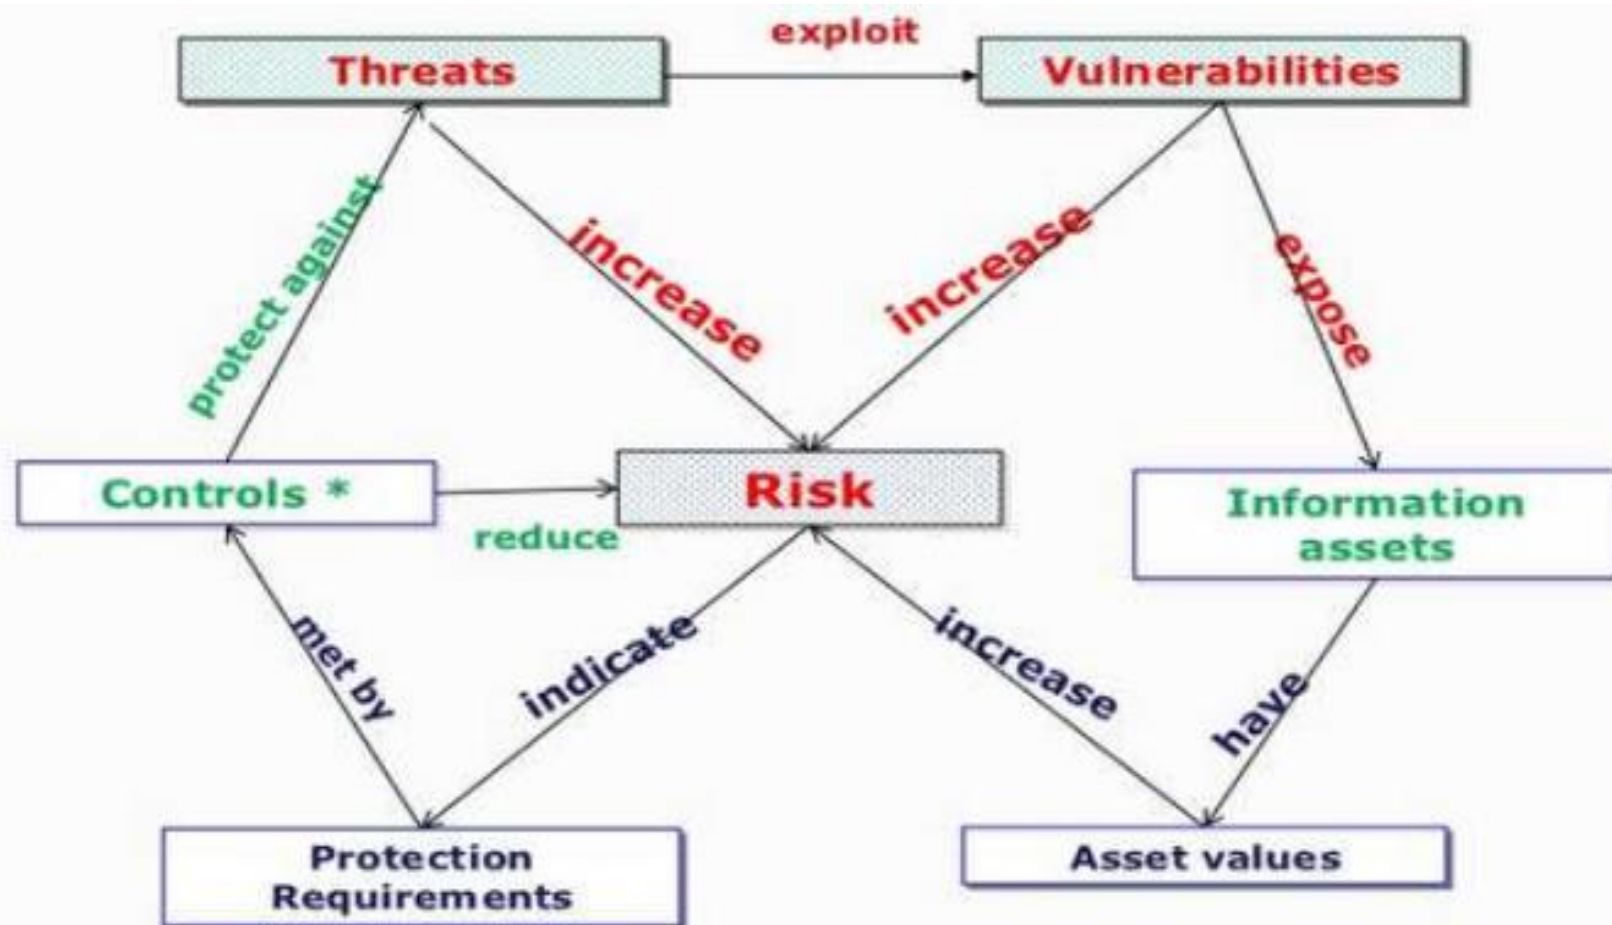 exploit
Threats
Vulnerabilities
protect against
increase
increase
expose
Controls *
Risk
reduce
Information
assets
met by
indicate
increase
have
Protection
Requirements
Asset values